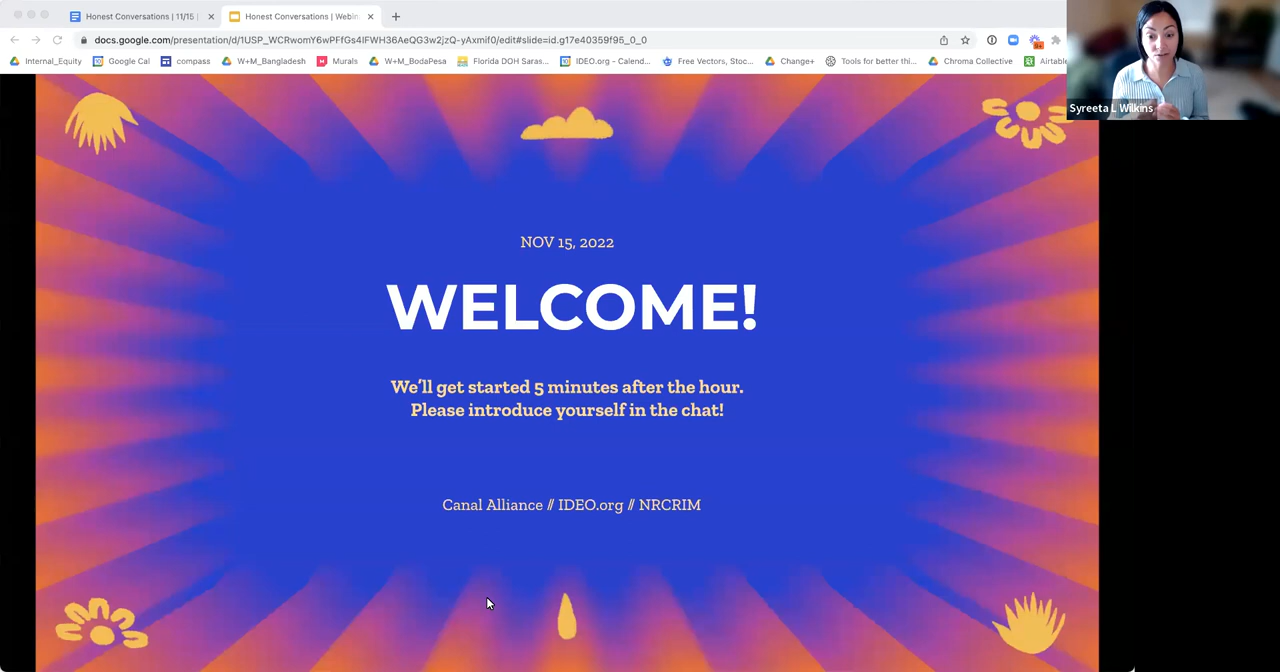 Honest Conversations | 11/15 |
Honest Conversations | Webin
docs.google.com/presentation/d/1USP_WCRwomY6wPFfGs4IFWH36AeQG3w2jzQ-yAxmif0/edit#slide=id.g17e40359f95_0_0
Internal_Equity
Google Cal
compass
W+M_Bangladesh
Murals
W+M_BodaPesa
Florida DOH Saras...
IDEO.org - Calend...
Free Vectors, Stoc...
Change+
Tools for better thi...
Chroma Collective
Airtable
Syreeta L Wilkins
NOV 15, 2022
WELCOME!
We'll get started 5 minutes after the hour.
Please introduce yourself in the chat!
Canal Alliance // IDEO.org // NRCRIM